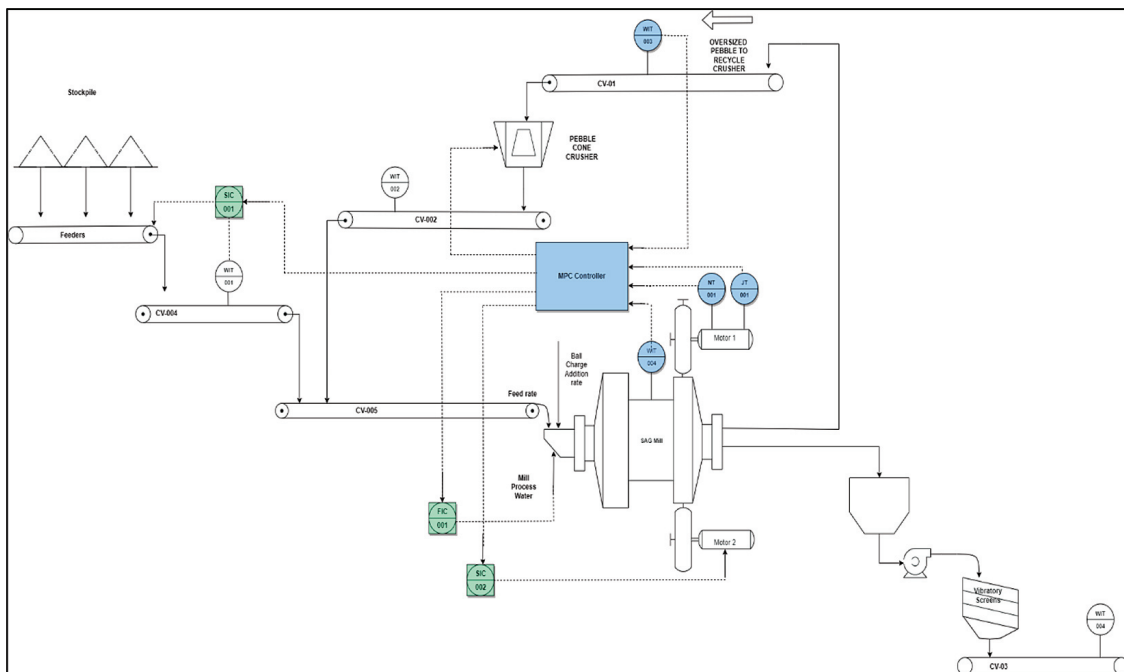 WIT
003
OVERSIZED
PEBBLE TO
RECYCLE
CRUSHER
CV-01
Stockpile
PEBBLE
CONE
CRUSHER
WIT
002
SIC
001
CV-002
Feeders
MPC Controller
WIT
001
NT
001
JT
001
CV-004
Motor 1
WIT
004
Ball
Charge
Addition
rate
Feed rate
CV-005
SAG Mill
Mill
Process
Water
FIC
001
Motor 2
SIC
002
Vibratory
Screens
WIT
004
CV-03